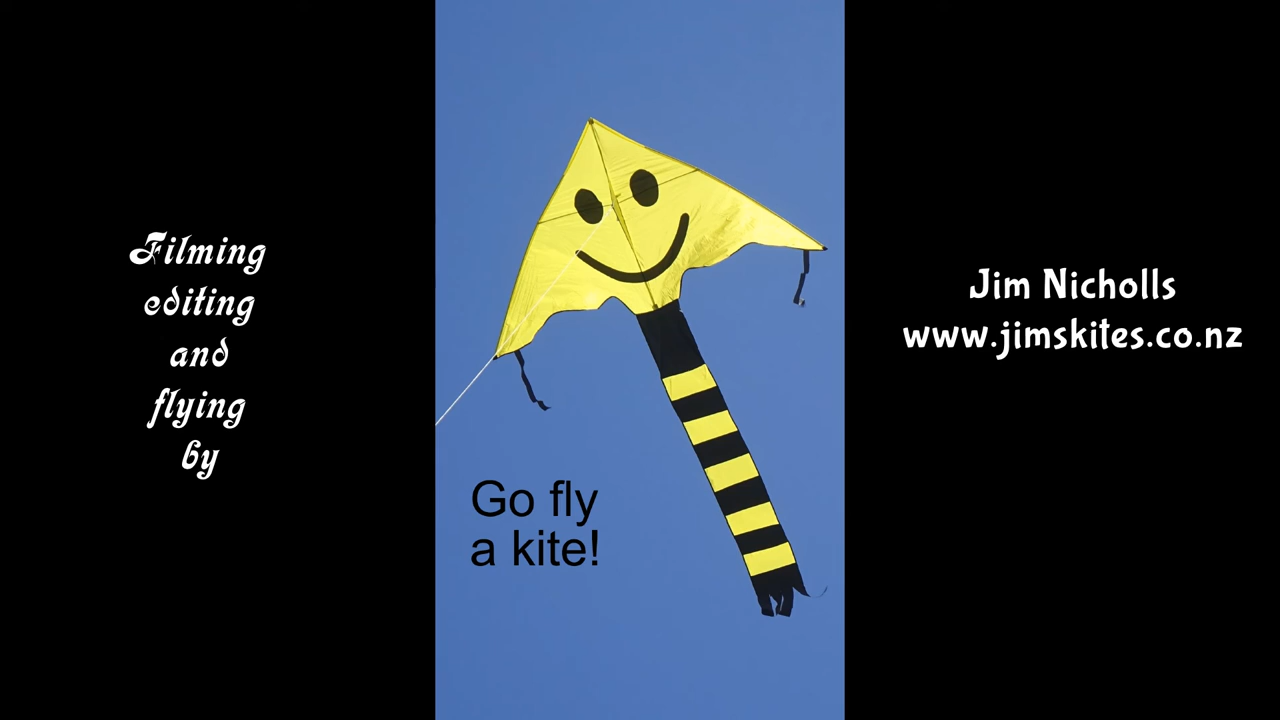 Filming
editing
and
flying
by
Go fly
a kite!
Jim Nicholls
www.jimskites.co.nz